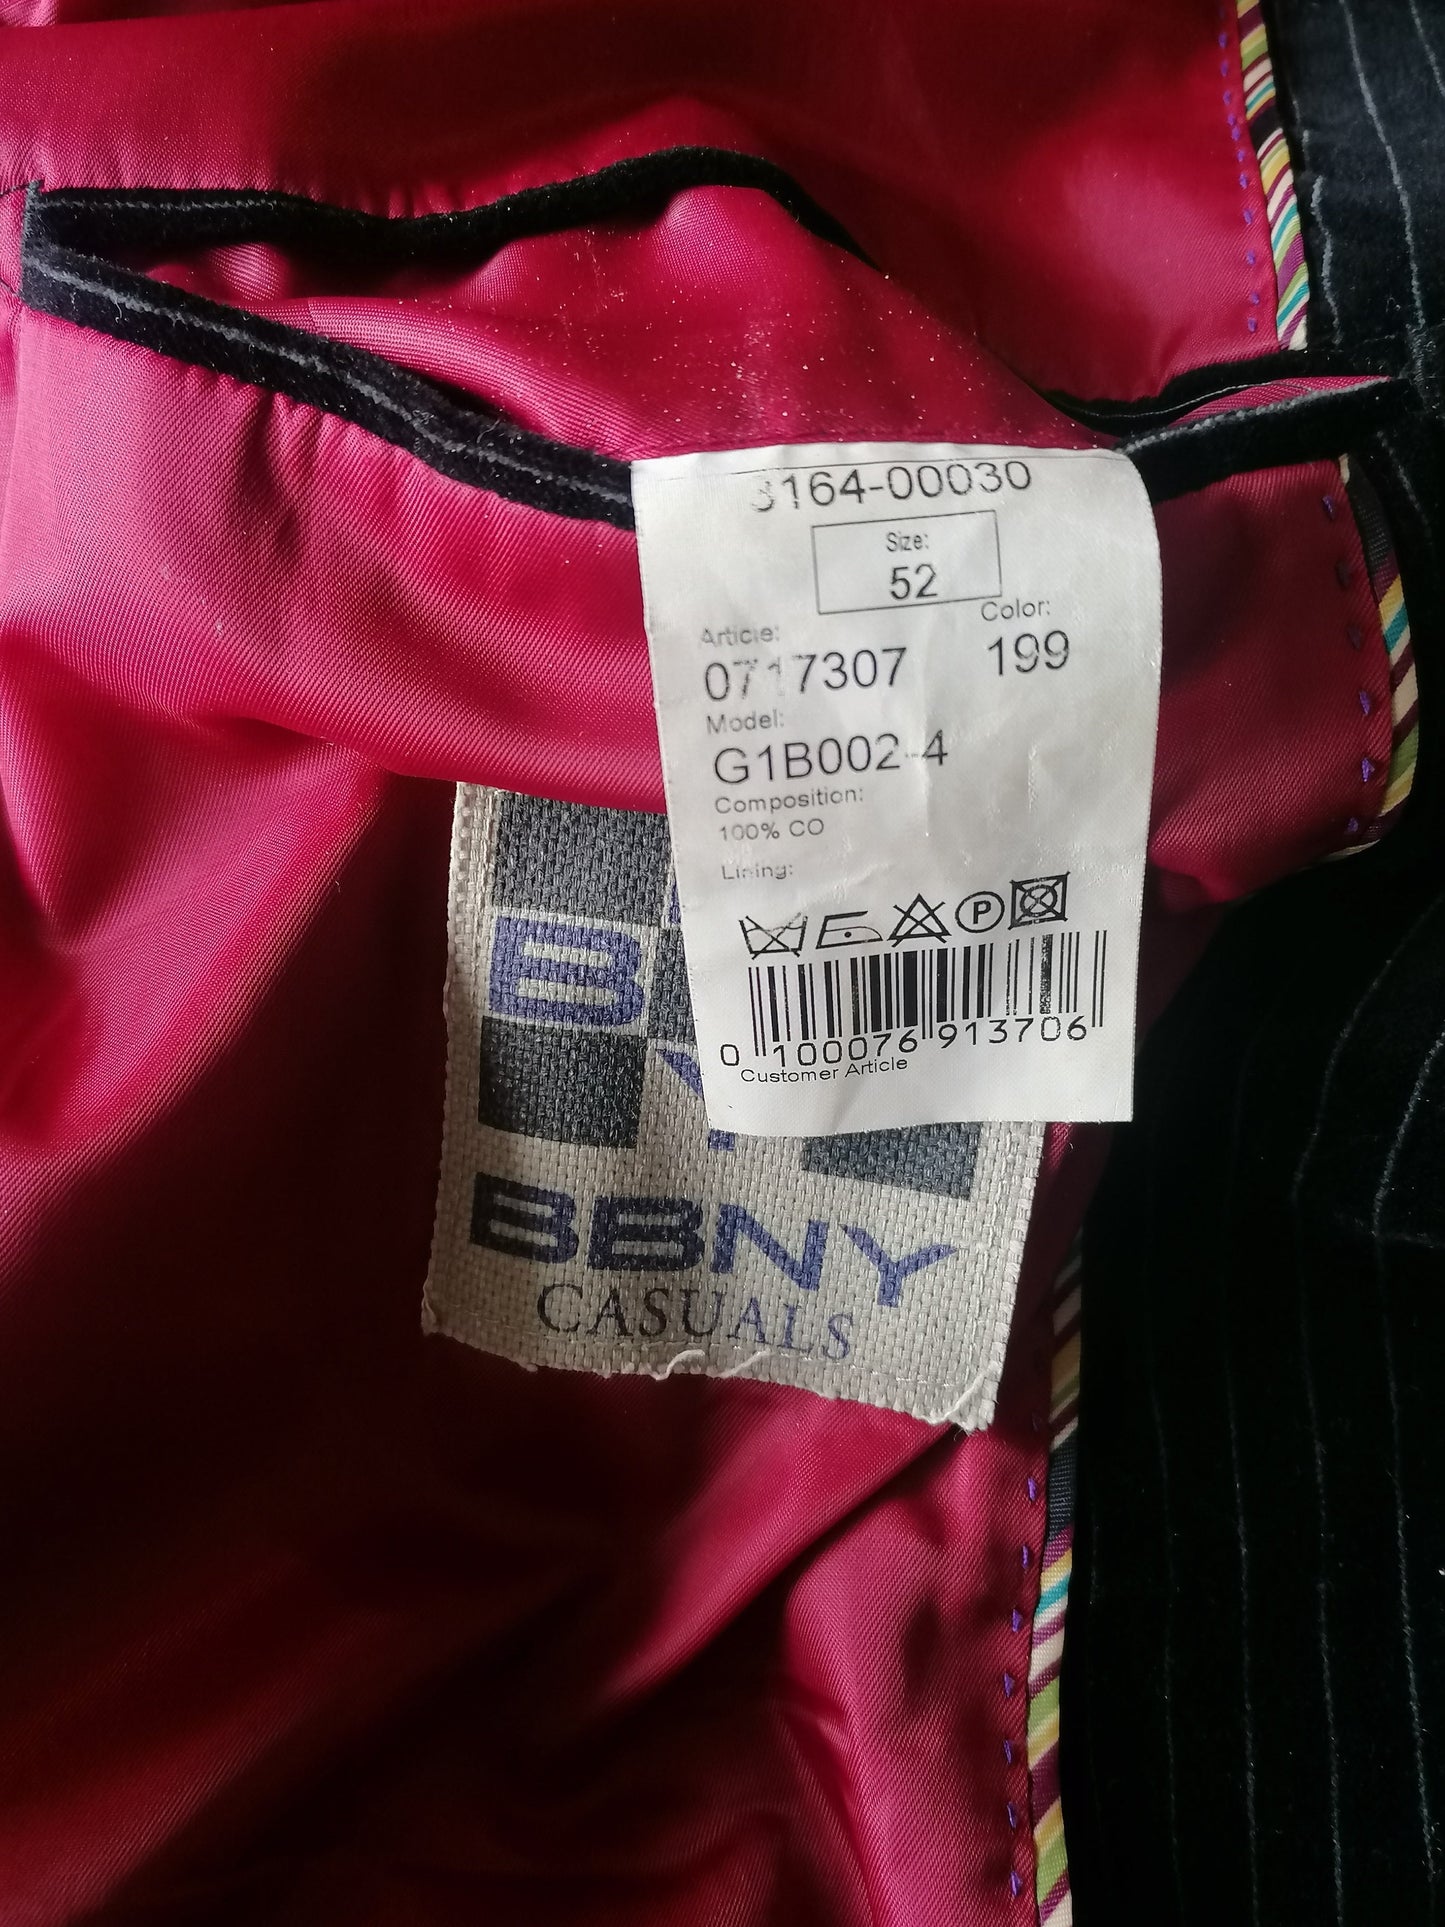 3164-00030
Size:
52
Article:
Color:
0717307
199
Model:
G1B002-4
Composition:
100% CO
Lining:
P
0 100076 913706
Customer Article
B
Y
BBNY
CASUALS